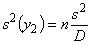 s²(y₂) = n s²/D